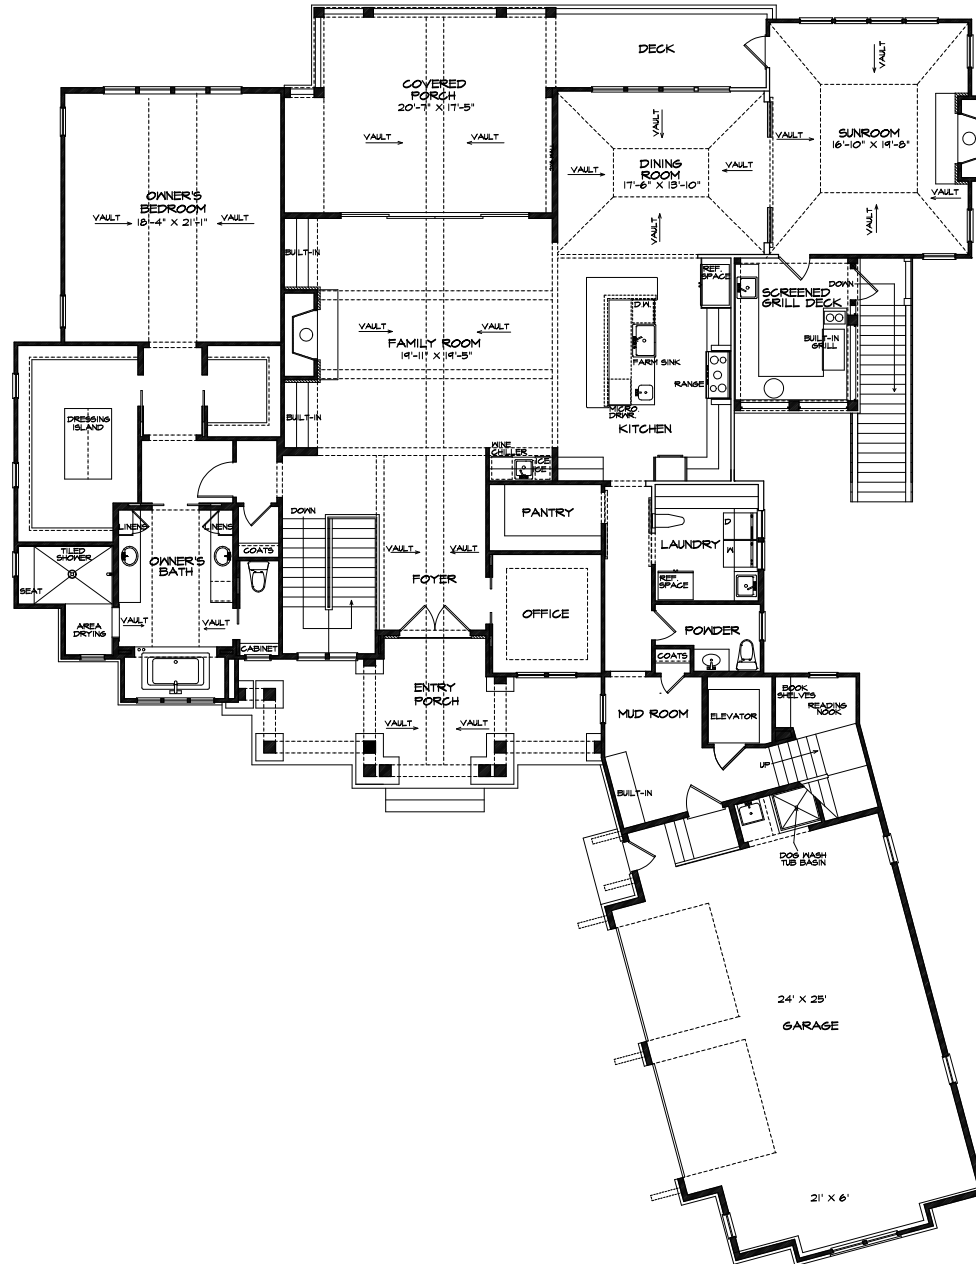 DECK
COVERED
PORCH
20'-7" X 17'-5"
VAULT
VAULT
VAULT
VAULT
DINING
ROOM
17'-6" X 13'-10"
VAULT
VAULT
VAULT
VAULT
VAULT
SUNROOM
16'-10" X 19'-8"
VAULT
VAULT
OWNER'S
BEDROOM
18'-4" X 21'-1"
VAULT
VAULT
BUILT-IN
VAULT
VAULT
FAMILY ROOM
19'-11" X 19'-5"
BUILT-IN
REF.
SPACE
D.W.
FARM SINK
RANGE
MICRO.
DRWR.
KITCHEN
SCREENED
GRILL DECK
DOWN
BUILT-IN
GRILL
DRESSING
ISLAND
WINE
CHILLER
ICE
LINENS
LINENS
DOWN
COATS
PANTRY
LAUNDRY
D
W
REF.
SPACE
TILED
SHOWER
SEAT
OWNER'S
BATH
VAULT
VAULT
AREA
DRYING
CABINET
VAULT
VAULT
FOYER
OFFICE
POWDER
COATS
ENTRY
PORCH
VAULT
VAULT
MUD ROOM
ELEVATOR
BOOK
SHELVES
READING
NOOK
UP
BUILT-IN
DOG WASH
TUB BASIN
24' X 25'
GARAGE
21' X 6'